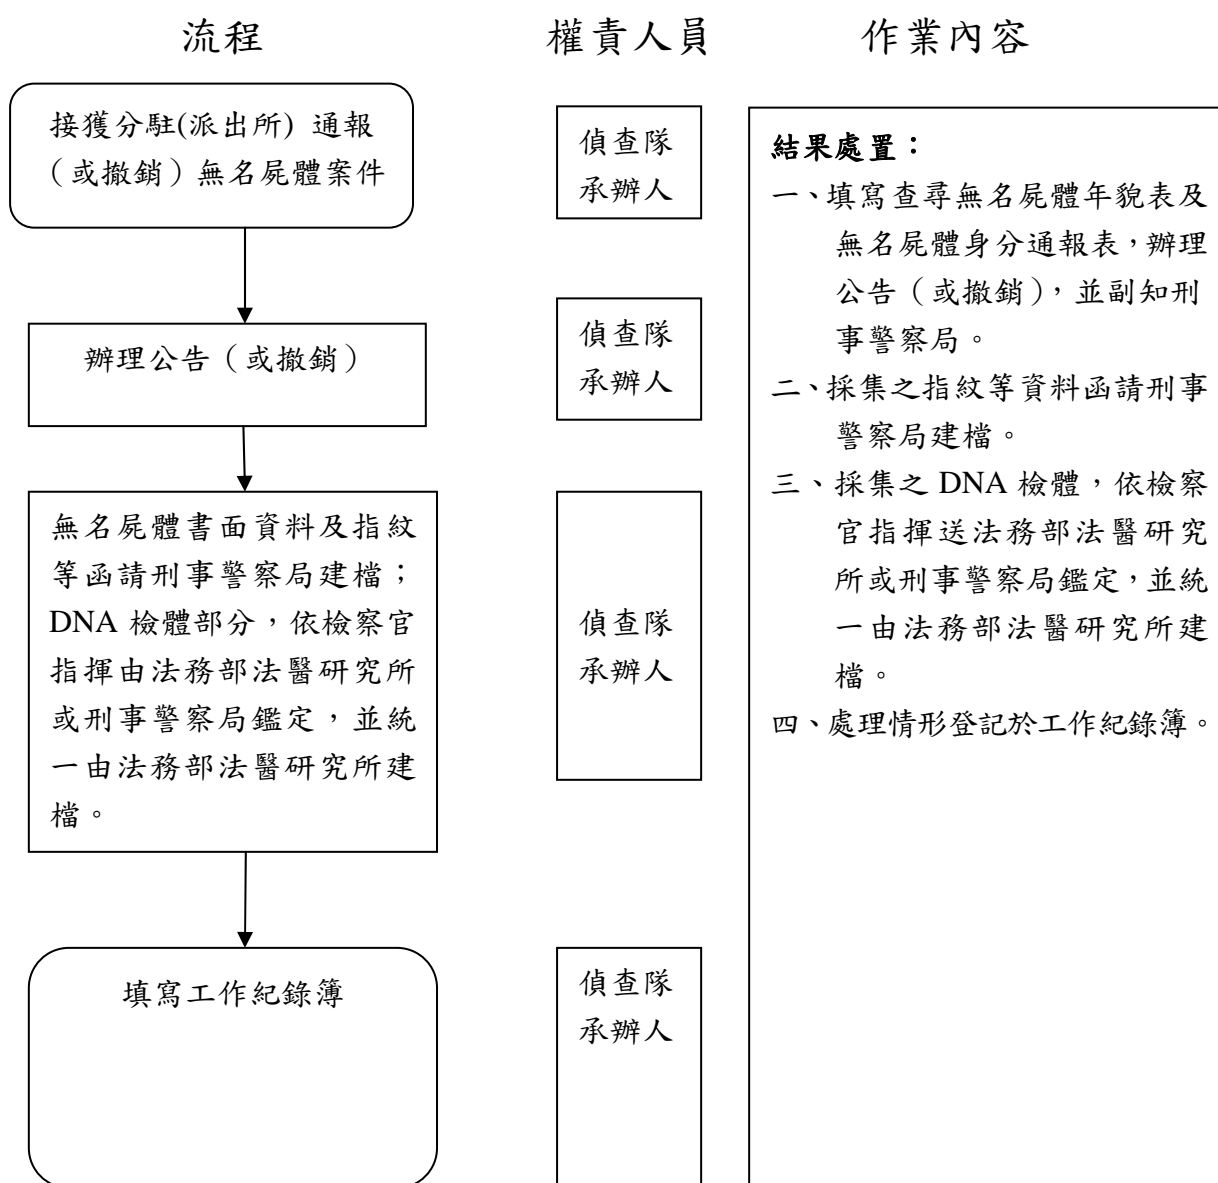 流程
權責人員
作業內容
接獲分駐(派出所) 通報
（或撤銷）無名屍體案件
偵查隊
承辦人
辦理公告（或撤銷）
偵查隊
承辦人
無名屍體書面資料及指紋
等函請刑事警察局建檔；
DNA 檢體部分，依檢察官
指揮由法務部法醫研究所
或刑事警察局鑑定，並統
一由法務部法醫研究所建
檔。
偵查隊
承辦人
填寫工作紀錄簿
偵查隊
承辦人
結果處置：
一、填寫查尋無名屍體年貌表及
無名屍體身分通報表，辦理
公告（或撤銷），並副知刑
事警察局。
二、採集之指紋等資料函請刑事
警察局建檔。
三、採集之 DNA 檢體，依檢察
官指揮送法務部法醫研究
所或刑事警察局鑑定，並統
一由法務部法醫研究所建
檔。
四、處理情形登記於工作紀錄簿。